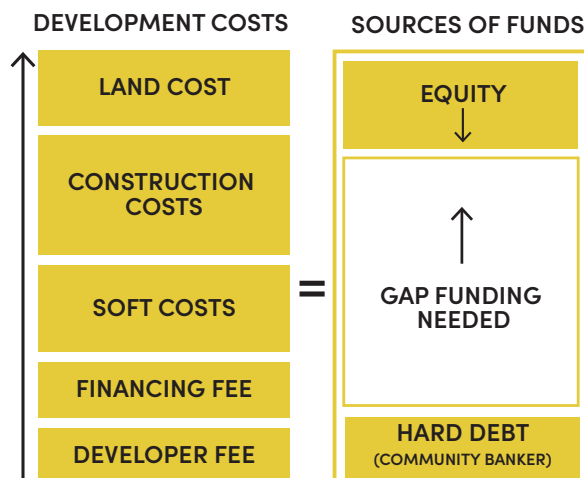 DEVELOPMENT COSTS
LAND COST
CONSTRUCTION
COSTS
SOFT COSTS
FINANCING FEE
DEVELOPER FEE
=
SOURCES OF FUNDS
EQUITY
GAP FUNDING
NEEDED
HARD DEBT
(COMMUNITY BANKER)